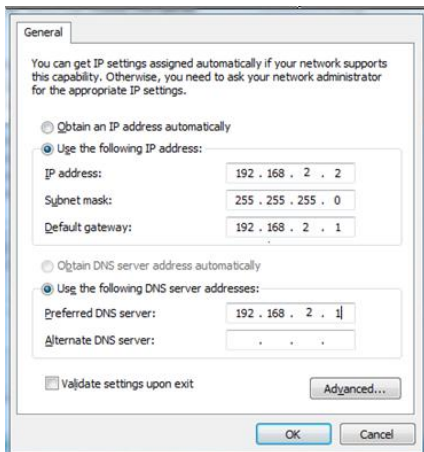 General
You can get IP settings assigned automatically if your network supports
this capability. Otherwise, you need to ask your network administrator
for the appropriate IP settings.
Obtain an IP address automatically
Use the following IP address:
IP address: 192 . 168 . 2 . 2
Subnet mask: 255 . 255 . 255 . 0
Default gateway: 192 . 168 . 2 . 1
Obtain DNS server address automatically
Use the following DNS server addresses:
Preferred DNS server: 192 . 168 . 2 . 1
Alternate DNS server: . . .
Validate settings upon exit
Advanced...
OK Cancel